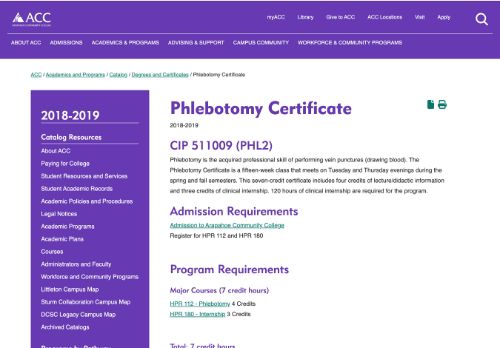 ACC
myACC Library Give to ACC ACC Locations Visit Apply
ABOUT ACC ADMISSIONS ACADEMICS & PROGRAMS ADVISING & SUPPORT CAMPUS COMMUNITY WORKFORCE & COMMUNITY PROGRAMS
ACC / Academics and Programs / Catalog / Degrees and Certificates / Phlebotomy Certificate
2018-2019
Catalog Resources
About ACC
Paying for College
Student Resources and Services
Student Academic Records
Academic Policies and Procedures
Legal Notices
Academic Programs
Academic Plans
Courses
Administrators and Faculty
Workforce and Community Programs
Littleton Campus Map
Sturm Collaboration Campus Map
DCSC Legacy Campus Map
Archived Catalogs
Phlebotomy Certificate
2018-2019
CIP 511009 (PHL2)
Phlebotomy is the acquired professional skill of performing vein punctures (drawing blood). The
Phlebotomy Certificate is a fifteen-week class that meets on Tuesday and Thursday evenings during the
spring and fall semesters. This seven-credit certificate includes four credits of lecture/didactic information
and three credits of clinical internship. 120 hours of clinical internship are required for the program.
Admission Requirements
Admission to Arapahoe Community College
Register for HPR 112 and HPR 180
Program Requirements
Major Courses (7 credit hours)
HPR 112 - Phlebotomy 4 Credits
HPR 180 - Internship 3 Credits
Total: 7 credit hours